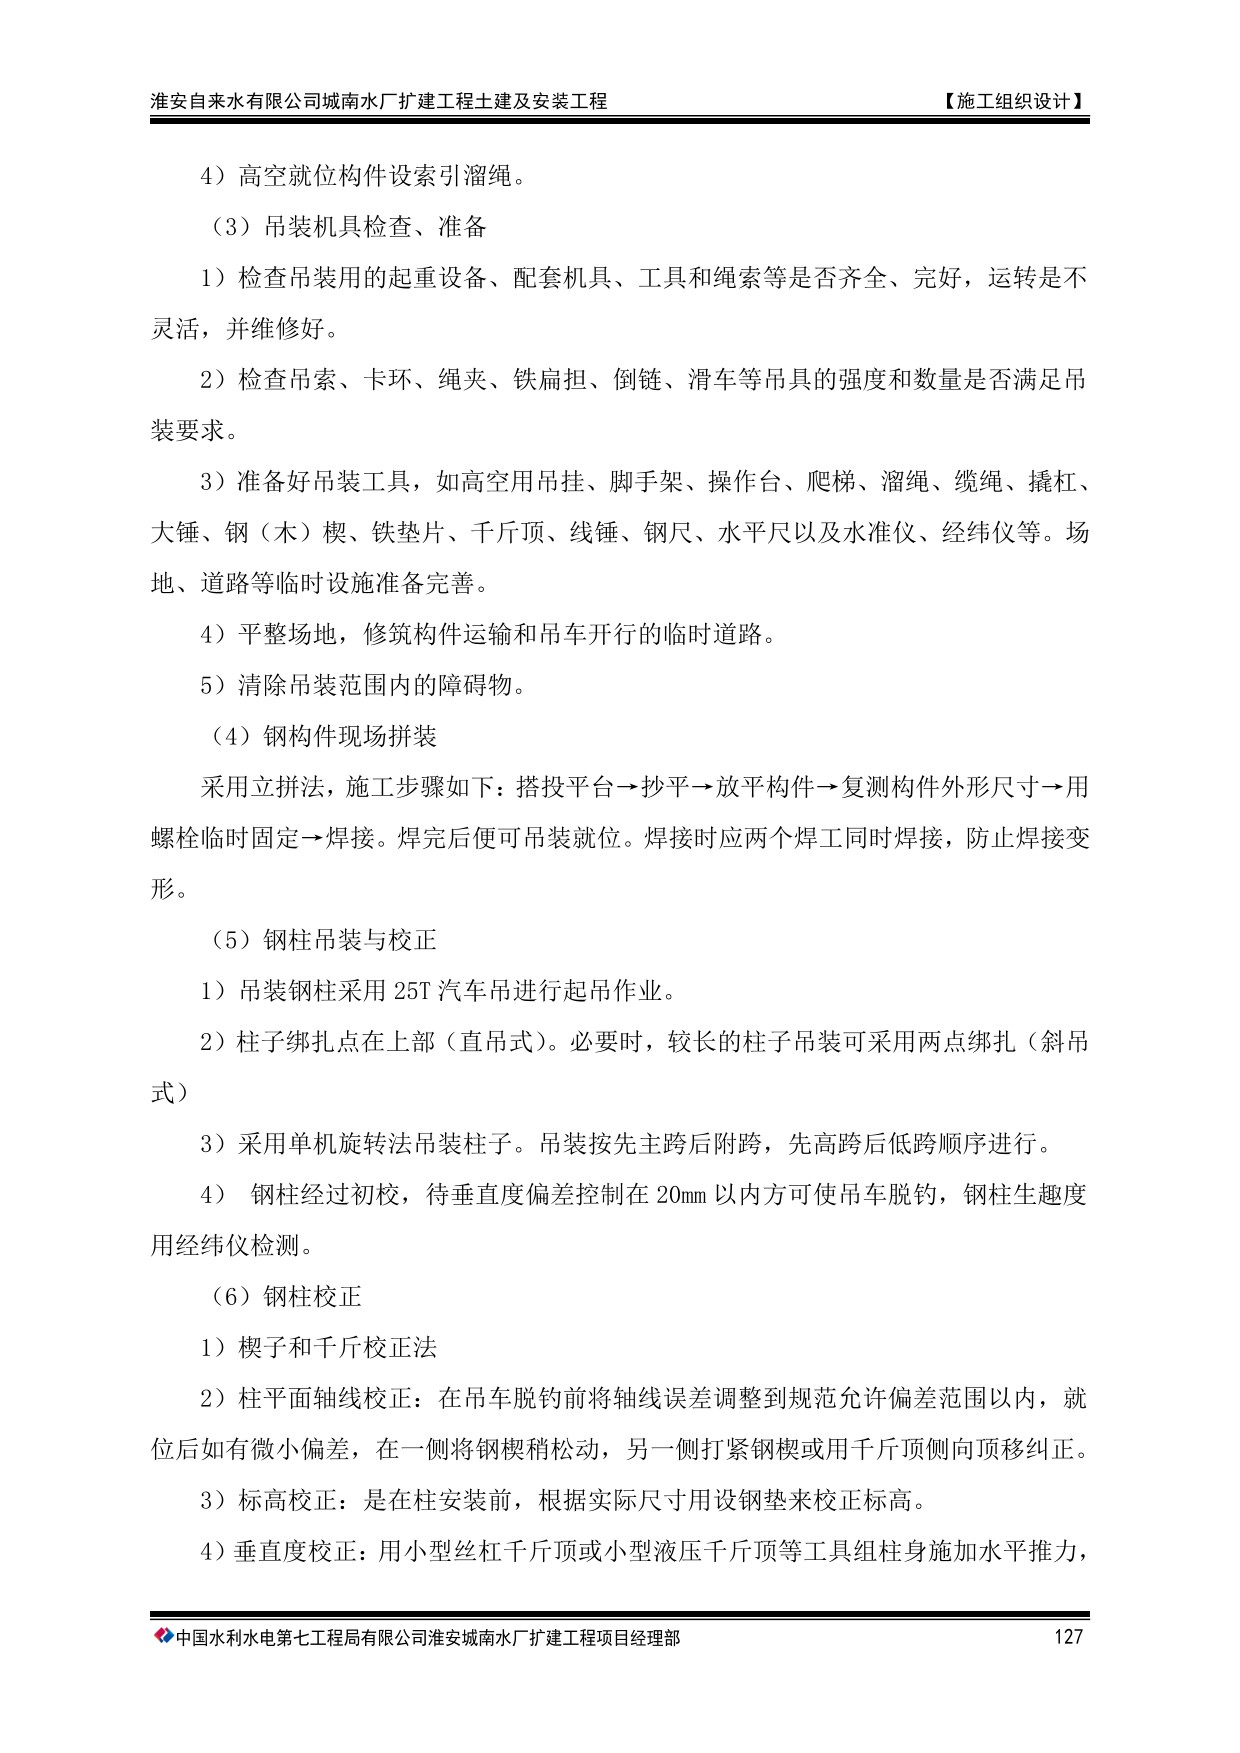 淮安自来水有限公司城南水厂扩建工程土建及安装工程 【施工组织设计】
4）高空就位构件设索引溜绳。
（3）吊装机具检查、准备
1）检查吊装用的起重设备、配套机具、工具和绳索等是否齐全、完好，运转是不
灵活，并维修好。
2）检查吊索、卡环、绳夹、铁扁担、倒链、滑车等吊具的强度和数量是否满足吊
装要求。
3）准备好吊装工具，如高空用吊挂、脚手架、操作台、爬梯、溜绳、缆绳、撬杠、
大锤、钢（木）楔、铁垫片、千斤顶、线锤、钢尺、水平尺以及水准仪、经纬仪等。场
地、道路等临时设施准备完善。
4）平整场地，修筑构件运输和吊车开行的临时道路。
5）清除吊装范围内的障碍物。
（4）钢构件现场拼装
采用立拼法，施工步骤如下：搭投平台→抄平→放平构件→复测构件外形尺寸→用
螺栓临时固定→焊接。焊完后便可吊装就位。焊接时应两个焊工同时焊接，防止焊接变
形。
（5）钢柱吊装与校正
1）吊装钢柱采用 25T 汽车吊进行起吊作业。
2）柱子绑扎点在上部（直吊式）。必要时，较长的柱子吊装可采用两点绑扎（斜吊
式）
3）采用单机旋转法吊装柱子。吊装按先主跨后附跨，先高跨后低跨顺序进行。
4） 钢柱经过初校，待垂直度偏差控制在 20mm 以内方可使吊车脱钓，钢柱生趣度
用经纬仪检测。
（6）钢柱校正
1）楔子和千斤校正法
2）柱平面轴线校正：在吊车脱钓前将轴线误差调整到规范允许偏差范围以内，就
位后如有微小偏差，在一侧将钢楔稍松动，另一侧打紧钢楔或用千斤顶侧向顶移纠正。
3）标高校正：是在柱安装前，根据实际尺寸用设钢垫来校正标高。
4）垂直度校正：用小型丝杠千斤顶或小型液压千斤顶等工具组柱身施加水平推力，
中国水利水电第七工程局有限公司淮安城南水厂扩建工程项目经理部 127